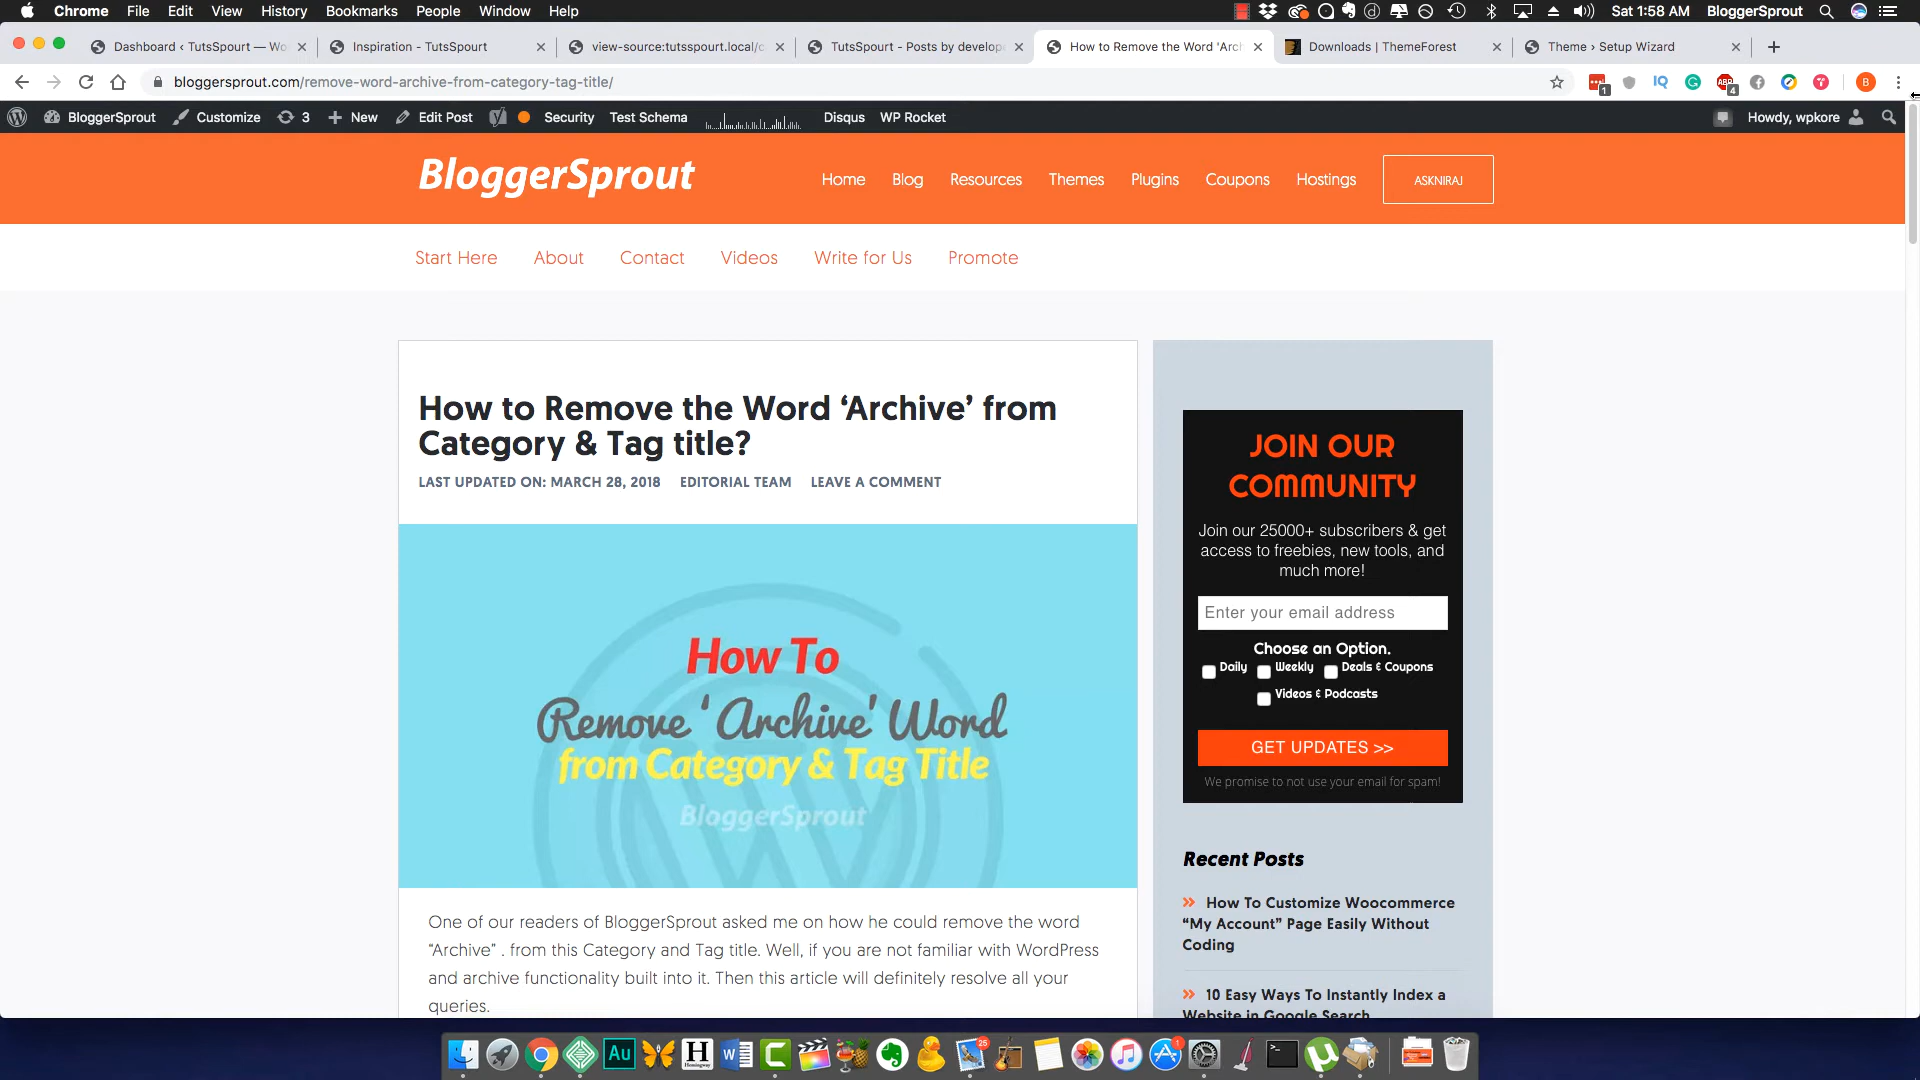 Chrome File Edit View History Bookmarks People Window Help
Sat 1:58 AM BloggerSprout
Dashboard ‹ TutsSpourt — Wo
Inspiration - TutsSpourt
view-source:tutsspourt.local/c
TutsSpourt - Posts by develope
How to Remove the Word 'Arch
Downloads | ThemeForest
Theme › Setup Wizard
bloggersprout.com/remove-word-archive-from-category-tag-title/
BloggerSprout Customize 3 New Edit Post Security Test Schema Disqus WP Rocket
Howdy, wpkore
BloggerSprout
Home Blog Resources Themes Plugins Coupons Hostings ASKNIRAJ
Start Here About Contact Videos Write for Us Promote
How to Remove the Word ‘Archive’ from
Category & Tag title?
LAST UPDATED ON: MARCH 28, 2018 EDITORIAL TEAM LEAVE A COMMENT
How To
Remove ‘Archive’ Word
from Category & Tag Title
BloggerSprout
One of our readers of BloggerSprout asked me on how he could remove the word
“Archive” . from this Category and Tag title. Well, if you are not familiar with WordPress
and archive functionality built into it. Then this article will definitely resolve all your
queries.
JOIN OUR
COMMUNITY
Join our 25000+ subscribers & get
access to freebies, new tools, and
much more!
Enter your email address
Choose an Option.
Daily Weekly Deals & Coupons
Videos & Podcasts
GET UPDATES >>
We promise to not use your email for spam!
Recent Posts
How To Customize Woocommerce
“My Account” Page Easily Without
Coding
10 Easy Ways To Instantly Index a
Website in Google Search